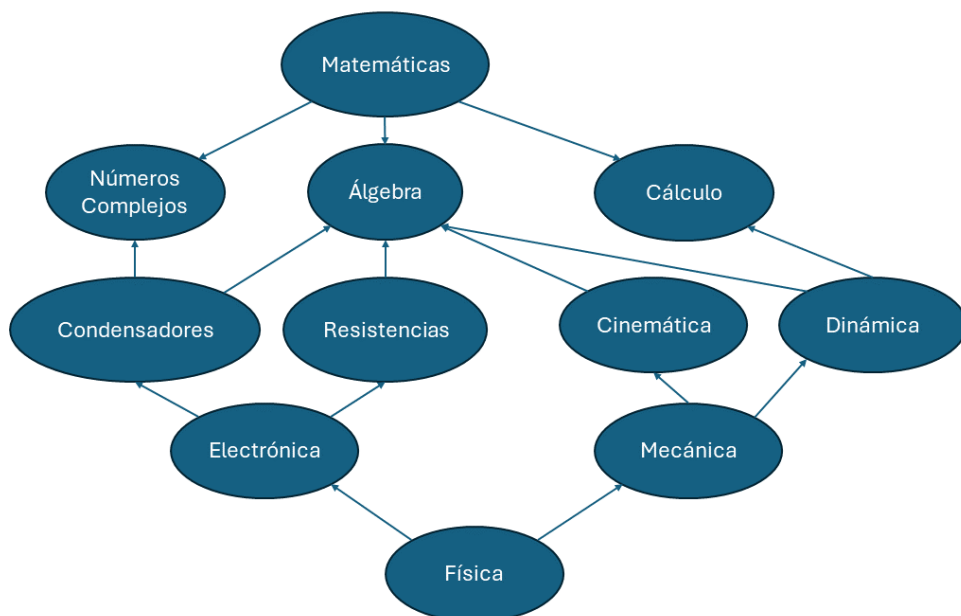 Matemáticas
Números
Complejos
Álgebra
Cálculo
Condensadores
Resistencias
Cinemática
Dinámica
Electrónica
Mecánica
Física